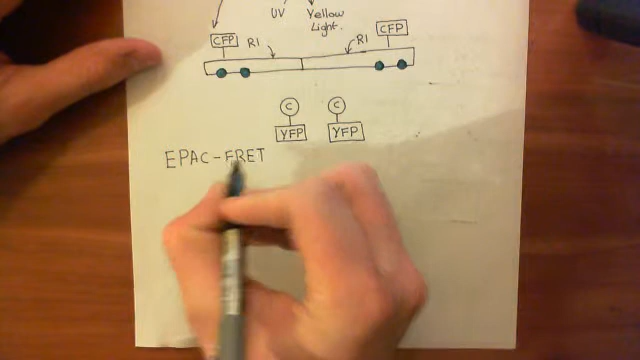 UV Yellow
Light.
CFP R1 R1 CFP
C C
YFP YFP
EPAC-FRET